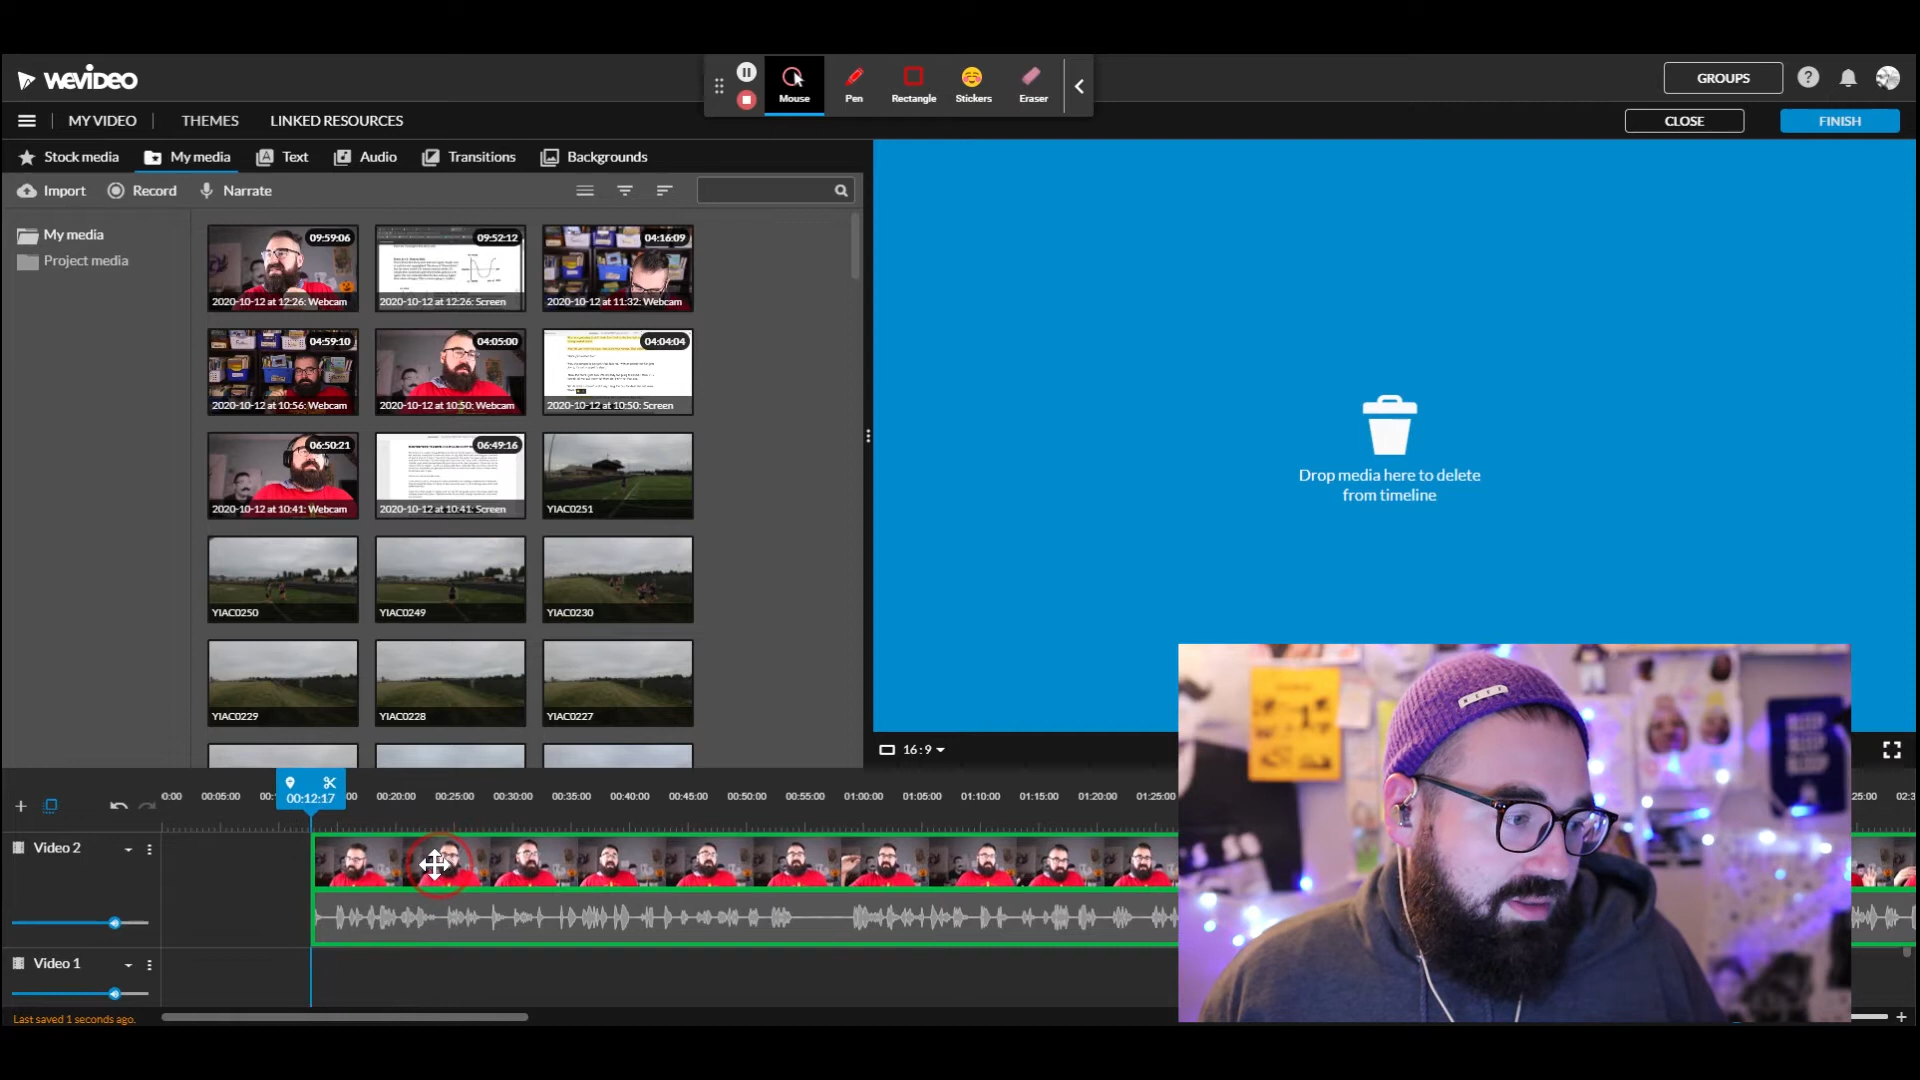 WEVIDEO
Mouse
Pen
Rectangle
Stickers
Eraser
GROUPS
MY VIDEO
THEMES
LINKED RESOURCES
CLOSE
FINISH
Stock media
My media
Text
Audio
Transitions
Backgrounds
Import
Record
Narrate
My media
Project media
09:59:06
2020-10-12 at 12:26: Webcam
09:52:12
2020-10-12 at 12:26: Screen
04:16:09
2020-10-12 at 11:32: Webcam
04:59:10
2020-10-12 at 10:56: Webcam
04:05:00
2020-10-12 at 10:50: Webcam
04:04:04
2020-10-12 at 10:50: Screen
06:50:21
2020-10-12 at 10:41: Webcam
06:49:16
2020-10-12 at 10:41: Screen
YIAC0251
YIAC0250
YIAC0249
YIAC0230
YIAC0229
YIAC0228
YIAC0227
Drop media here to delete
from timeline
16:9
00:12:17
0:00 00:05:00 00:20:00 00:25:00 00:30:00 00:35:00 00:40:00 00:45:00 00:50:00 00:55:00 01:00:00 01:05:00 01:10:00 01:15:00 01:20:00 01:25:00
Video 2
Video 1
Last saved 1 seconds ago.